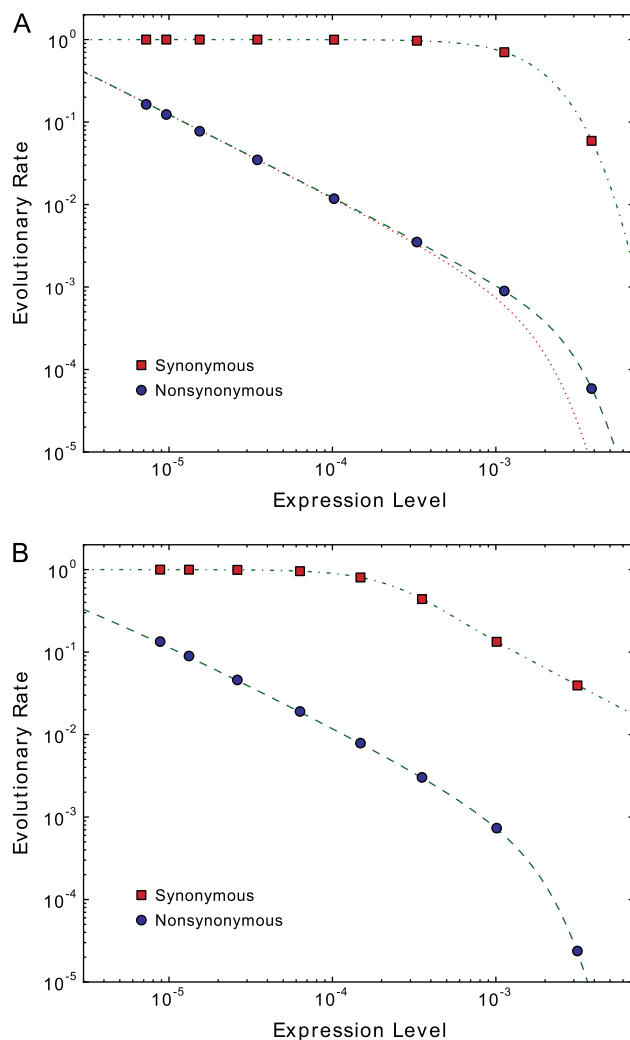 A
10^0
10^-1
10^-2
10^-3
10^-4
10^-5
Evolutionary Rate
Synonymous
Nonsynonymous
10^-5 10^-4 10^-3
Expression Level
B
10^0
10^-1
10^-2
10^-3
10^-4
10^-5
Evolutionary Rate
Synonymous
Nonsynonymous
10^-5 10^-4 10^-3
Expression Level